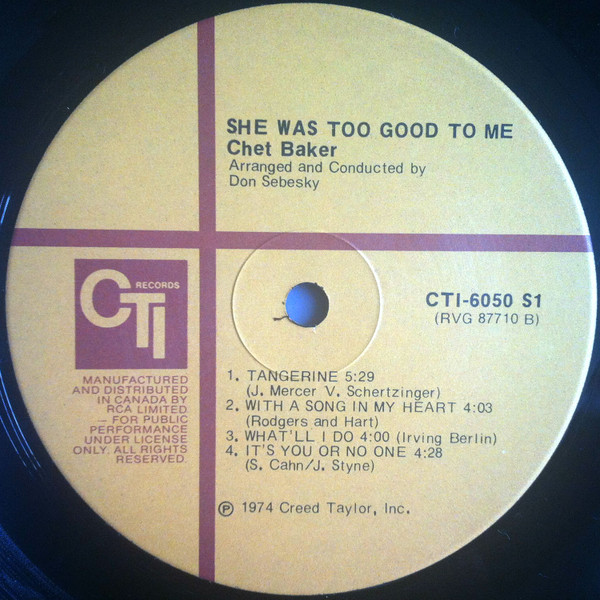 SHE WAS TOO GOOD TO ME
Chet Baker
Arranged and Conducted by
Don Sebesky
CTI RECORDS
CTI-6050 S1
(RVG 87710 B)
MANUFACTURED
AND DISTRIBUTED
IN CANADA BY
RCA LIMITED
— FOR PUBLIC
PERFORMANCE
UNDER LICENSE
ONLY. ALL RIGHTS
RESERVED.
1. TANGERINE 5:29
(J. Mercer V. Schertzinger)
2. WITH A SONG IN MY HEART 4:03
(Rodgers and Hart)
3. WHAT'LL I DO 4:00 (Irving Berlin)
4. IT'S YOU OR NO ONE 4:28
(S. Cahn/J. Styne)
℗ 1974 Creed Taylor, Inc.